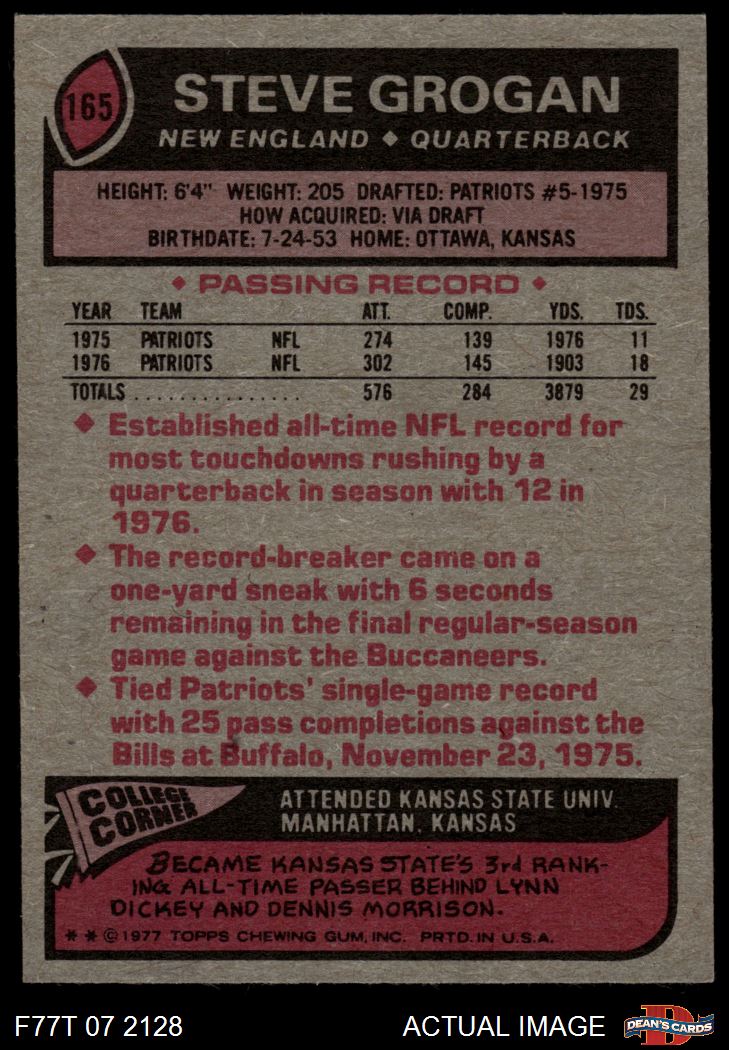 165
STEVE GROGAN
NEW ENGLAND ◆ QUARTERBACK
HEIGHT: 6'4" WEIGHT: 205 DRAFTED: PATRIOTS #5-1975
HOW ACQUIRED: VIA DRAFT
BIRTHDATE: 7-24-53 HOME: OTTAWA, KANSAS
◆ PASSING RECORD ◆
YEAR TEAM ATT. COMP. YDS. TDS.
1975 PATRIOTS NFL 274 139 1976 11
1976 PATRIOTS NFL 302 145 1903 18
TOTALS ............... 576 284 3879 29
◆ Established all-time NFL record for
most touchdowns rushing by a
quarterback in season with 12 in
1976.
◆ The record-breaker came on a
one-yard sneak with 6 seconds
remaining in the final regular-season
game against the Buccaneers.
◆ Tied Patriots' single-game record
with 25 pass completions against the
Bills at Buffalo, November 23, 1975.
COLLEGE
CORNER
ATTENDED KANSAS STATE UNIV.
MANHATTAN, KANSAS
BECAME KANSAS STATE'S 3rd RANK-
ING ALL-TIME PASSER BEHIND LYNN
DICKEY AND DENNIS MORRISON.
* * © 1977 TOPPS CHEWING GUM, INC. PRTD. IN U.S.A.
F77T 07 2128 ACTUAL IMAGE
D
DEAN'S CARDS